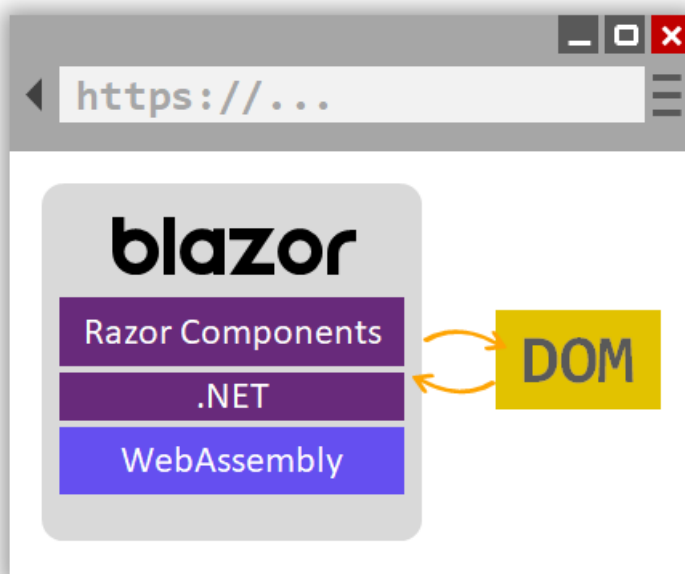 https://...
blazor
Razor Components
.NET
WebAssembly
DOM